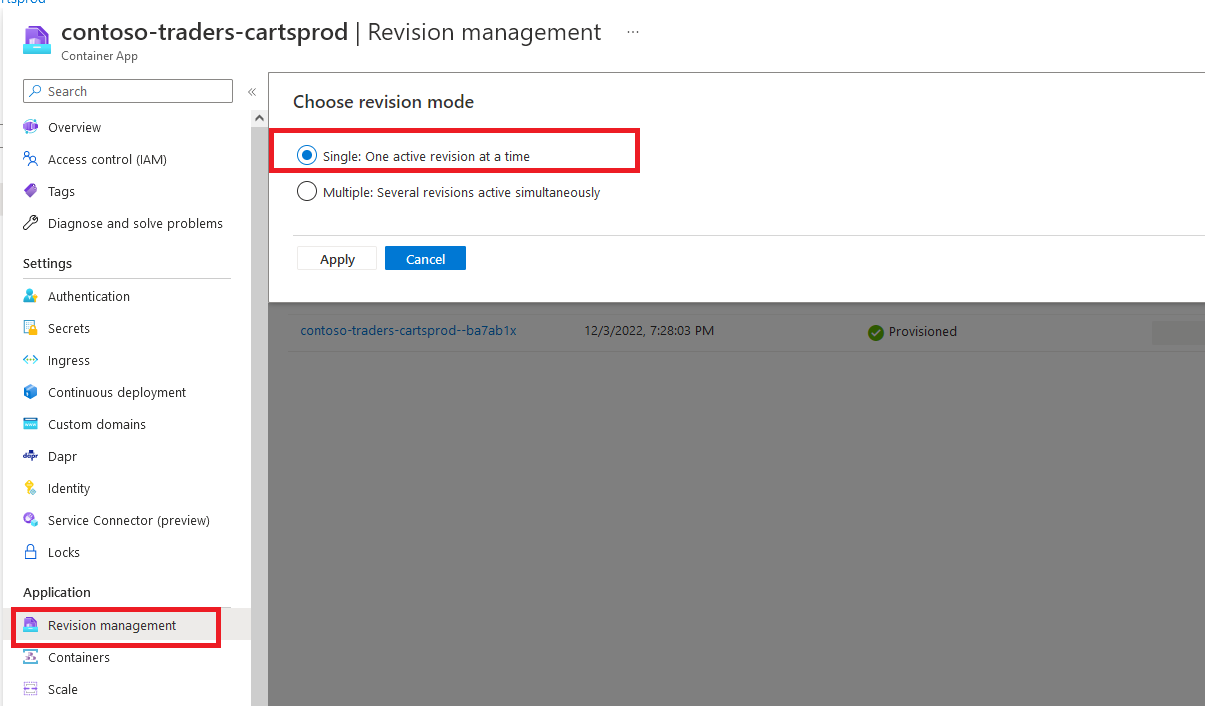 contoso-traders-cartsprod | Revision management ...
Container App
Search «
Overview
Access control (IAM)
Tags
Diagnose and solve problems
Settings
Authentication
Secrets
Ingress
Continuous deployment
Custom domains
Dapr
Identity
Service Connector (preview)
Locks
Application
Revision management
Containers
Scale
Choose revision mode
Single: One active revision at a time
Multiple: Several revisions active simultaneously
Apply Cancel
contoso-traders-cartsprod--ba7ab1x 12/3/2022, 7:28:03 PM Provisioned